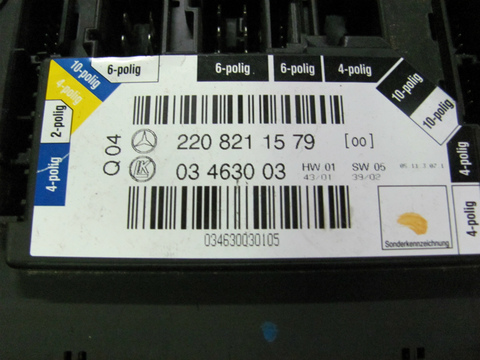 10-polig
4-polig
2-polig
4-polig
6-polig
6-polig
6-polig
4-polig
10-polig
10-polig
4-polig
4-polig
Q 04
220 821 15 79 [oo]
K
03 4630 03 HW 01 SW 05
43/01 39/02
034630030105
Sonderkennzeichnung